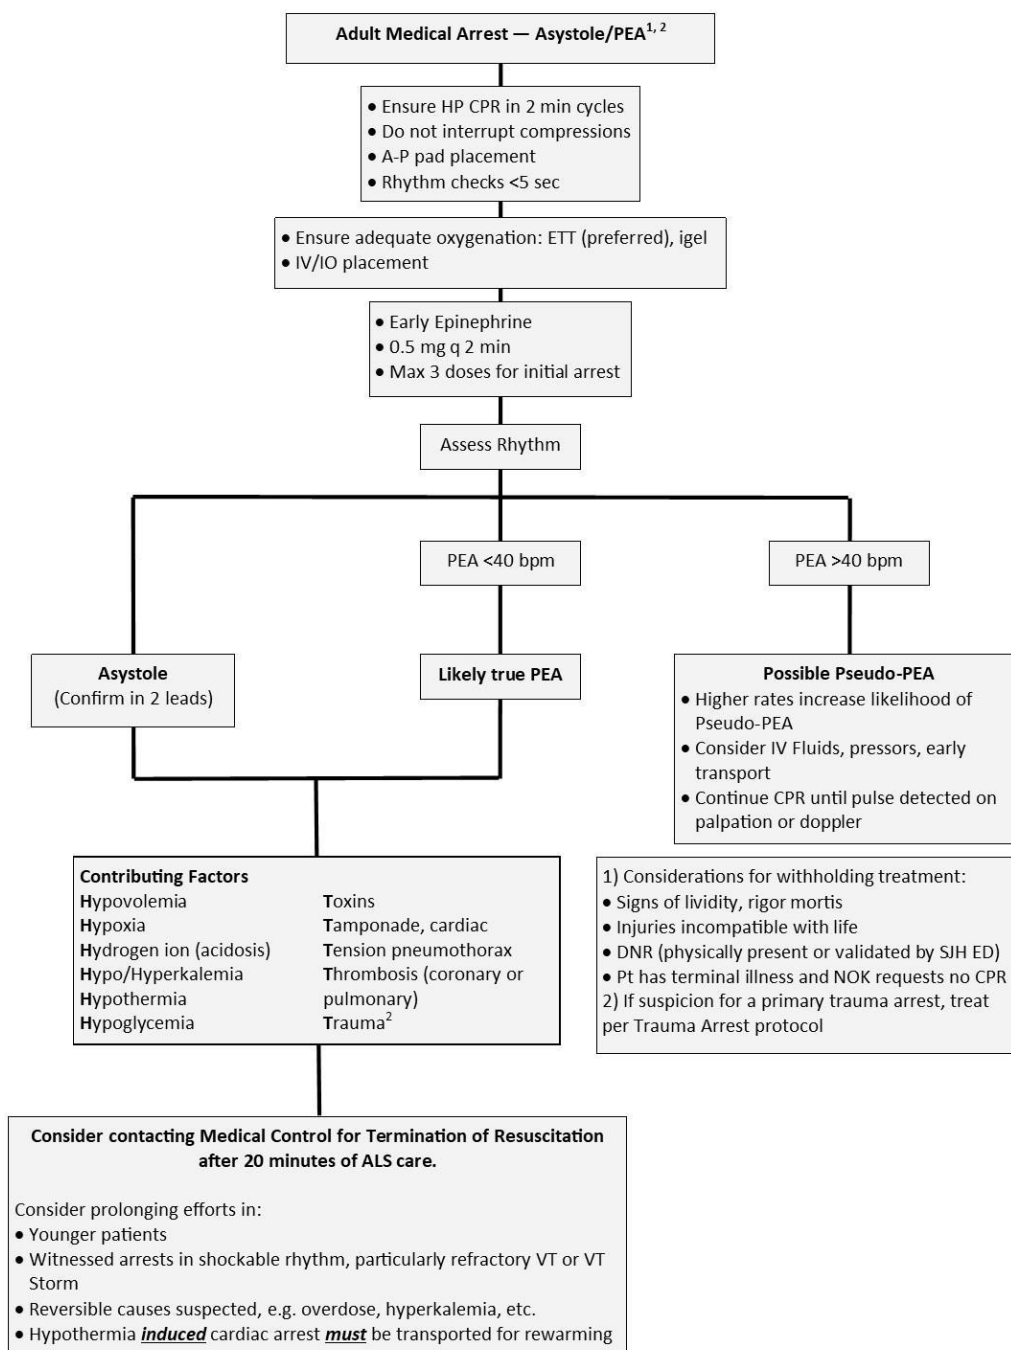 Adult Medical Arrest — Asystole/PEA1, 2
• Ensure HP CPR in 2 min cycles
• Do not interrupt compressions
• A-P pad placement
• Rhythm checks <5 sec
• Ensure adequate oxygenation: ETT (preferred), igel
• IV/IO placement
• Early Epinephrine
• 0.5 mg q 2 min
• Max 3 doses for initial arrest
Assess Rhythm
PEA <40 bpm
PEA >40 bpm
Asystole
(Confirm in 2 leads)
Likely true PEA
Possible Pseudo-PEA
• Higher rates increase likelihood of
Pseudo-PEA
• Consider IV Fluids, pressors, early
transport
• Continue CPR until pulse detected on
palpation or doppler
Contributing Factors
Hypovolemia
Hypoxia
Hydrogen ion (acidosis)
Hypo/Hyperkalemia
Hypothermia
Hypoglycemia
Toxins
Tamponade, cardiac
Tension pneumothorax
Thrombosis (coronary or
pulmonary)
Trauma2
1) Considerations for withholding treatment:
• Signs of lividity, rigor mortis
• Injuries incompatible with life
• DNR (physically present or validated by SJH ED)
• Pt has terminal illness and NOK requests no CPR
2) If suspicion for a primary trauma arrest, treat
per Trauma Arrest protocol
Consider contacting Medical Control for Termination of Resuscitation
after 20 minutes of ALS care.
Consider prolonging efforts in:
• Younger patients
• Witnessed arrests in shockable rhythm, particularly refractory VT or VT
Storm
• Reversible causes suspected, e.g. overdose, hyperkalemia, etc.
• Hypothermia induced cardiac arrest must be transported for rewarming